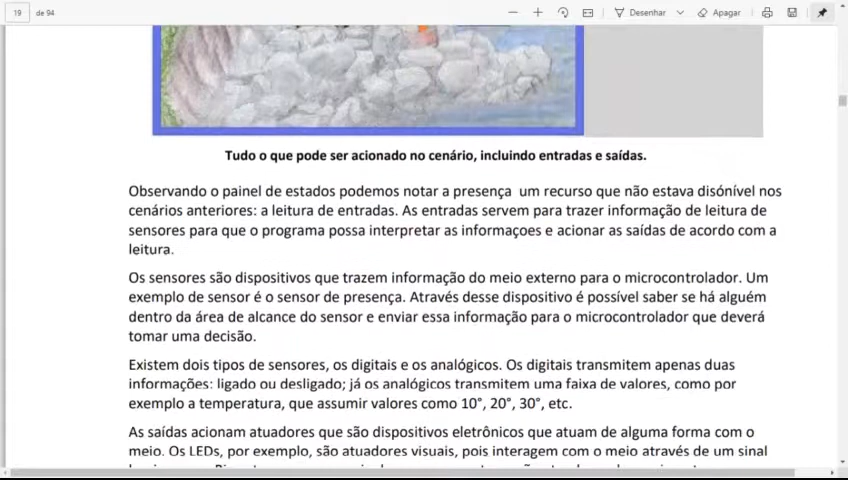 19 de 94 Desenhar Apagar
Tudo o que pode ser acionado no cenário, incluindo entradas e saídas.
Observando o painel de estados podemos notar a presença um recurso que não estava disónível nos
cenários anteriores: a leitura de entradas. As entradas servem para trazer informação de leitura de
sensores para que o programa possa interpretar as informaçoes e acionar as saídas de acordo com a
leitura.
Os sensores são dispositivos que trazem informação do meio externo para o microcontrolador. Um
exemplo de sensor é o sensor de presença. Através desse dispositivo é possível saber se há alguém
dentro da área de alcance do sensor e enviar essa informação para o microcontrolador que deverá
tomar uma decisão.
Existem dois tipos de sensores, os digitais e os analógicos. Os digitais transmitem apenas duas
informações: ligado ou desligado; já os analógicos transmitem uma faixa de valores, como por
exemplo a temperatura, que assumir valores como 10°, 20°, 30°, etc.
As saídas acionam atuadores que são dispositivos eletrônicos que atuam de alguma forma com o
meio. Os LEDs, por exemplo, são atuadores visuais, pois interagem com o meio através de um sinal